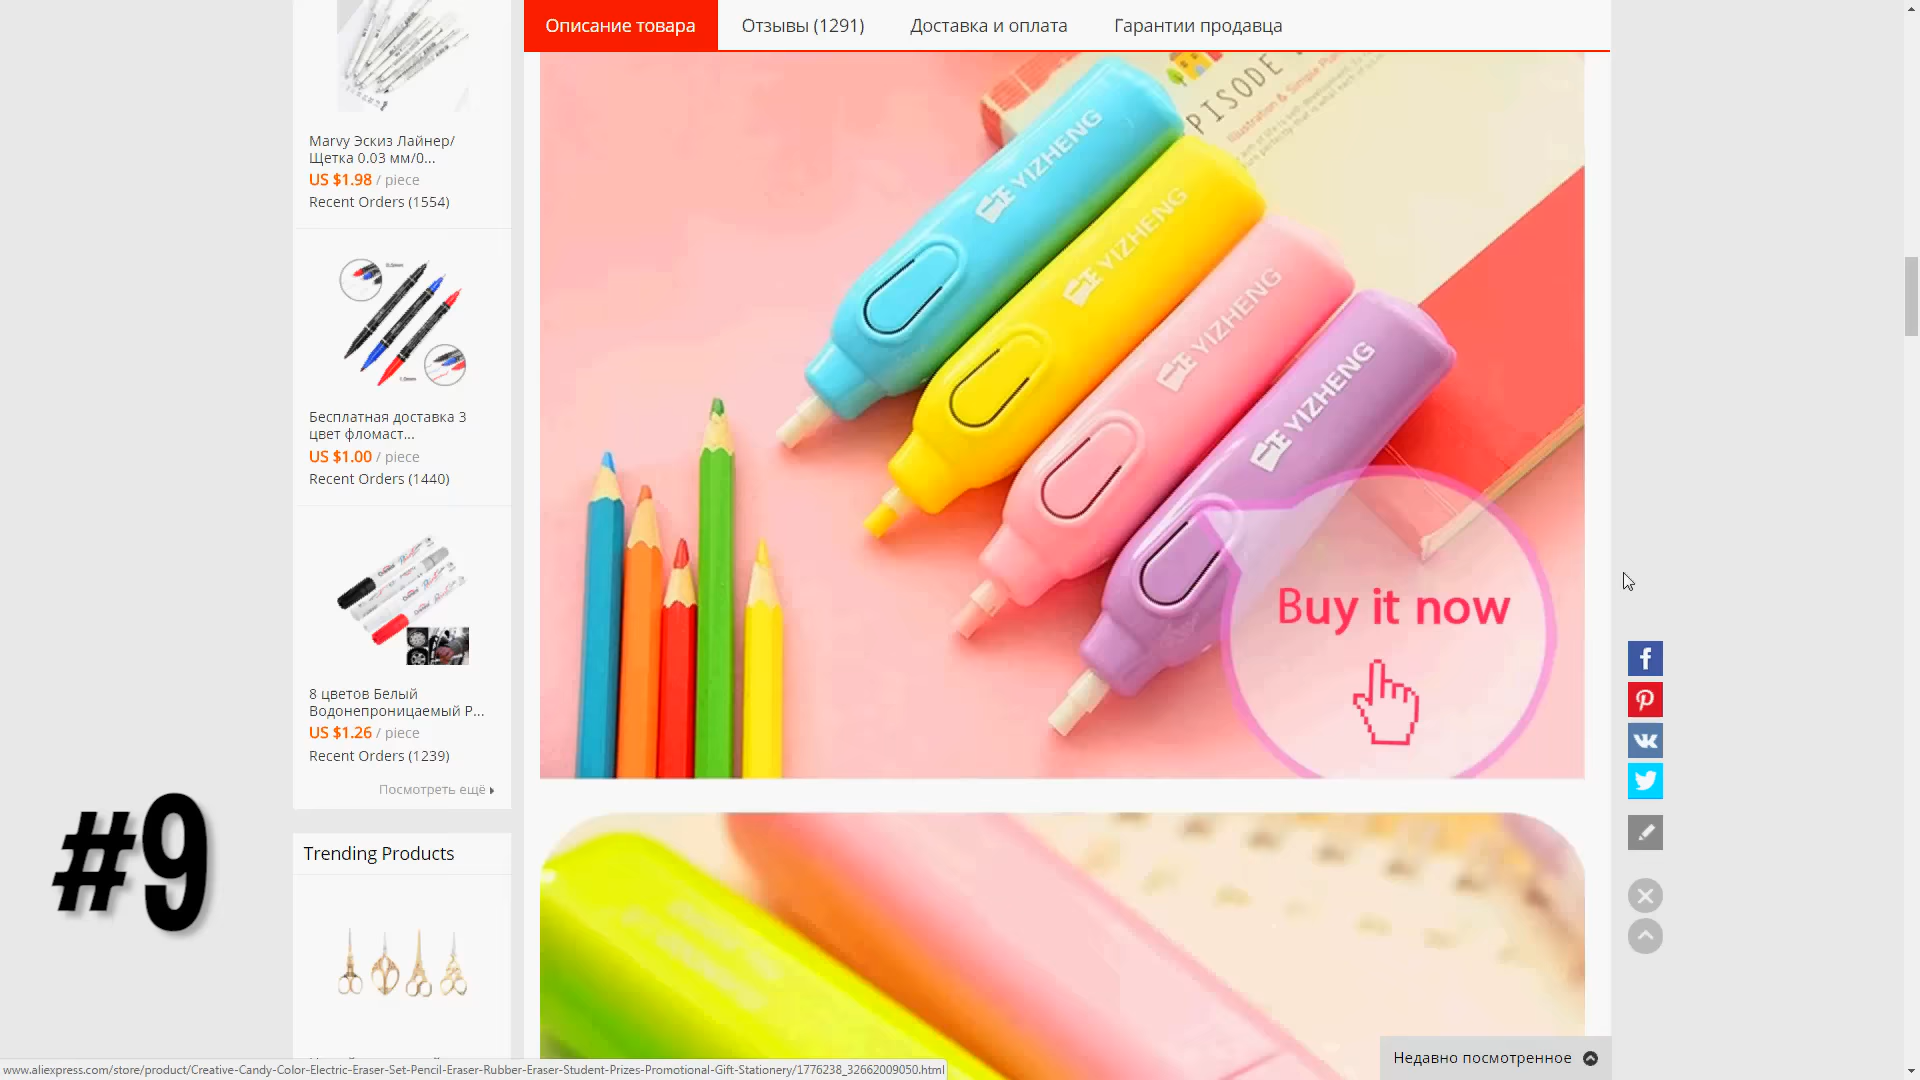 Описание товара
Отзывы (1291)
Доставка и оплата
Гарантии продавца
Marvy Эскиз Лайнер/
Щетка 0.03 мм/0...
US $1.98 / piece
Recent Orders (1554)
Бесплатная доставка 3
цвет фломаст...
US $1.00 / piece
Recent Orders (1440)
8 цветов Белый
Водонепроницаемый P...
US $1.26 / piece
Recent Orders (1239)
Посмотреть ещё
Trending Products
#9
PISODE
Illustration & Simple
YIZHENG
YIZHENG
YIZHENG
YIZHENG
Buy it now
Недавно посмотренное
www.aliexpress.com/store/product/Creative-Candy-Color-Electric-Eraser-Set-Pencil-Eraser-Rubber-Eraser-Student-Prizes-Promotional-Gift-Stationery/1776238_32662009050.html